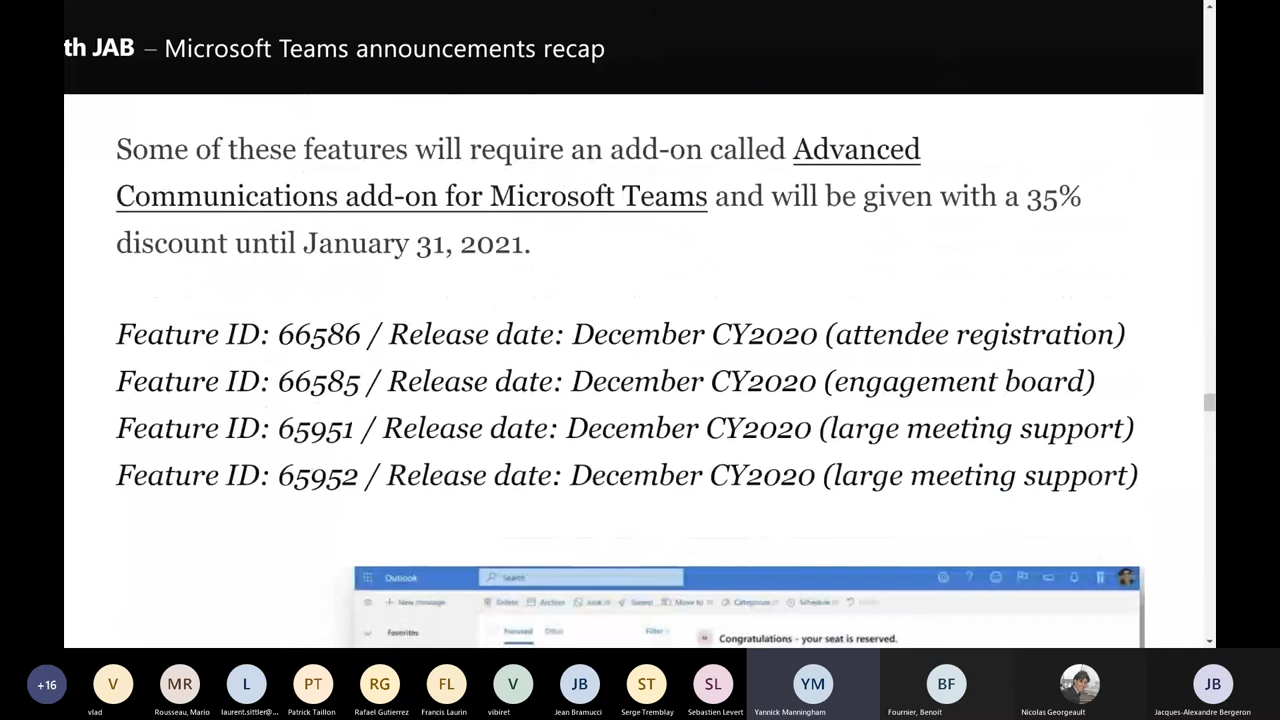 th JAB – Microsoft Teams announcements recap
Some of these features will require an add-on called Advanced
Communications add-on for Microsoft Teams and will be given with a 35%
discount until January 31, 2021.
Feature ID: 66586 / Release date: December CY2020 (attendee registration)
Feature ID: 66585 / Release date: December CY2020 (engagement board)
Feature ID: 65951 / Release date: December CY2020 (large meeting support)
Feature ID: 65952 / Release date: December CY2020 (large meeting support)
Outlook Search
New message Delete Archive Junk Sweep Move to Categorize Schedule
Favorites Focused Other Filter Congratulations - your seat is reserved.
+16 V MR L PT RG FL V JB ST SL YM BF JB
vlad Rousseau, Mario laurent.sittler@... Patrick Taillon Rafael Gutierrez Francis Laurin vibiret Jean Bramucci Serge Tremblay Sebastien Levert Yannick Manningham Fournier, Benoit Nicolas Georgeault Jacques-Alexandre Bergeron